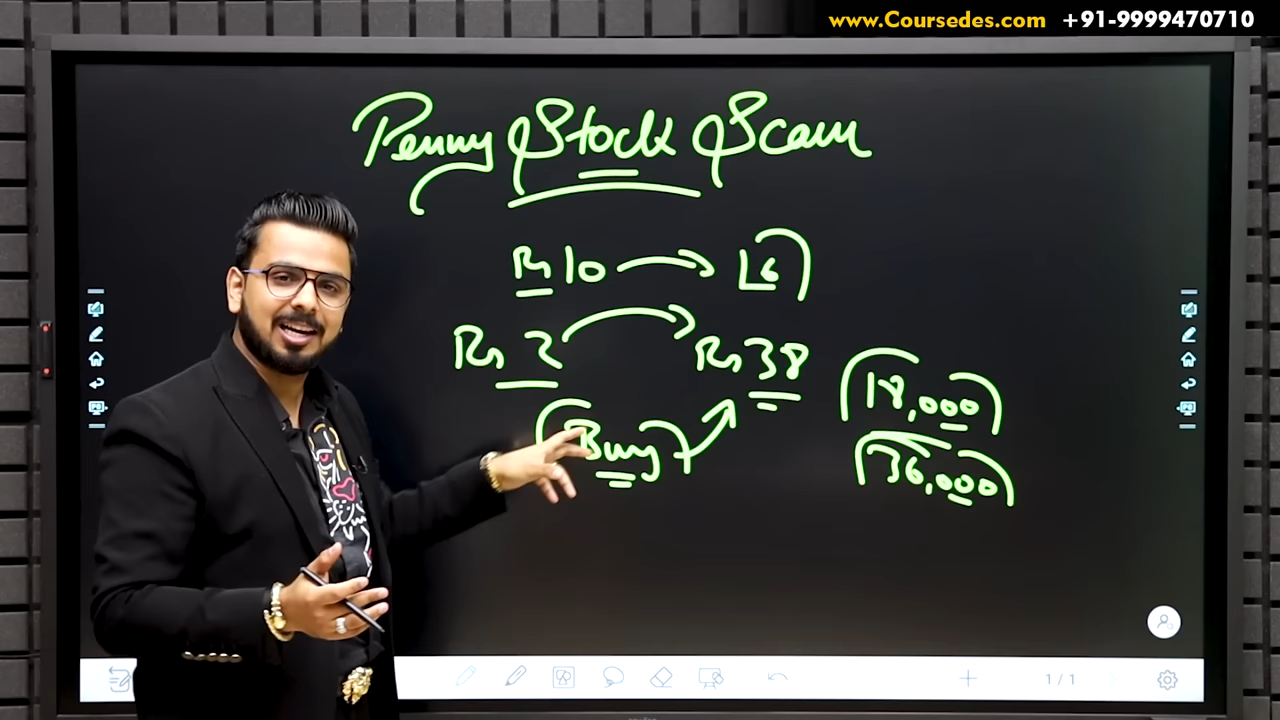 www.Coursedes.com +91-9999470710
Penny Stock Scam
Rs 10 → 16
Rs 2 → Rs 38
18,000
Buy
36,000
1/1